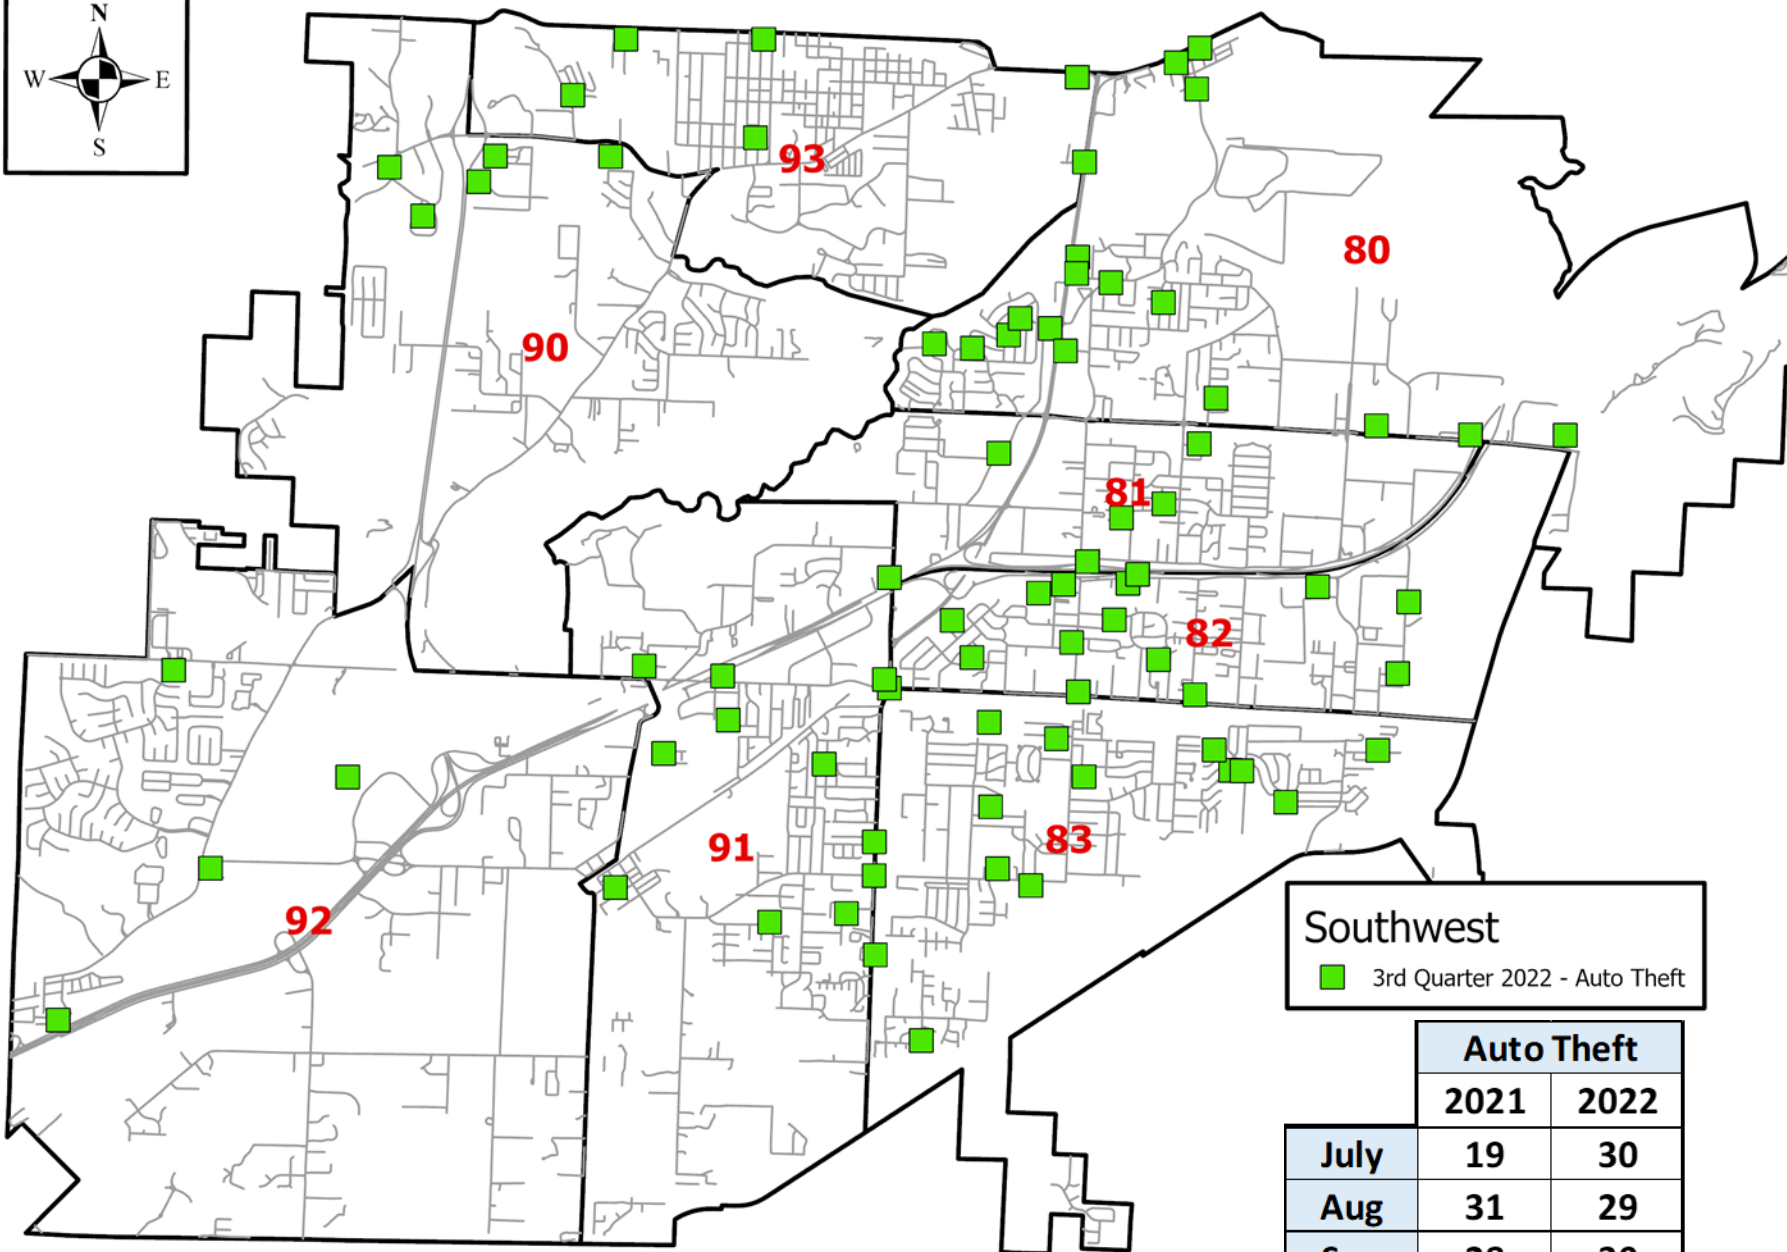 N
W E
S
93
80
90
81
82
91
83
92
Southwest
3rd Quarter 2022 - Auto Theft
Auto Theft
2021 2022
July 19 30
Aug 31 29